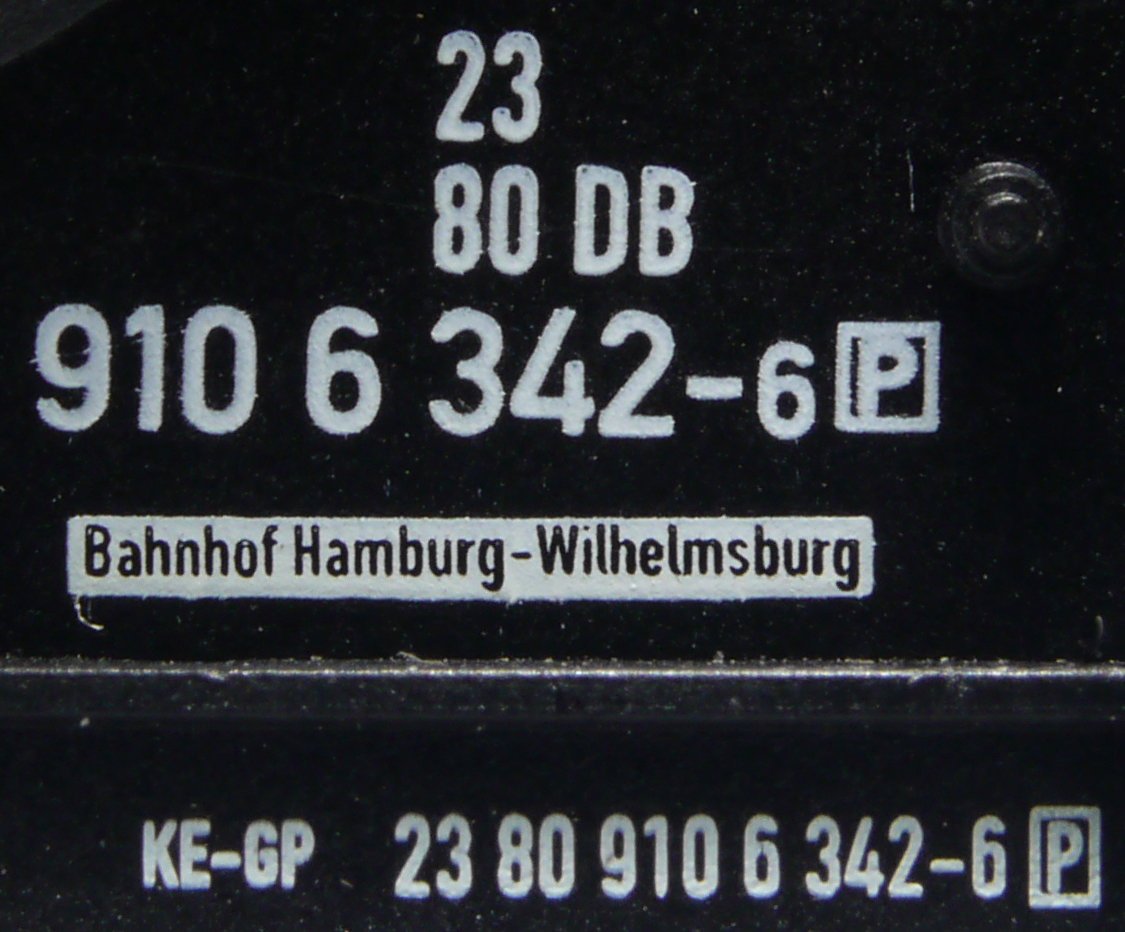 23
80 DB
910 6 342-6 P
Bahnhof Hamburg-Wilhelmsburg
KE-GP 23 80 910 6 342-6 P